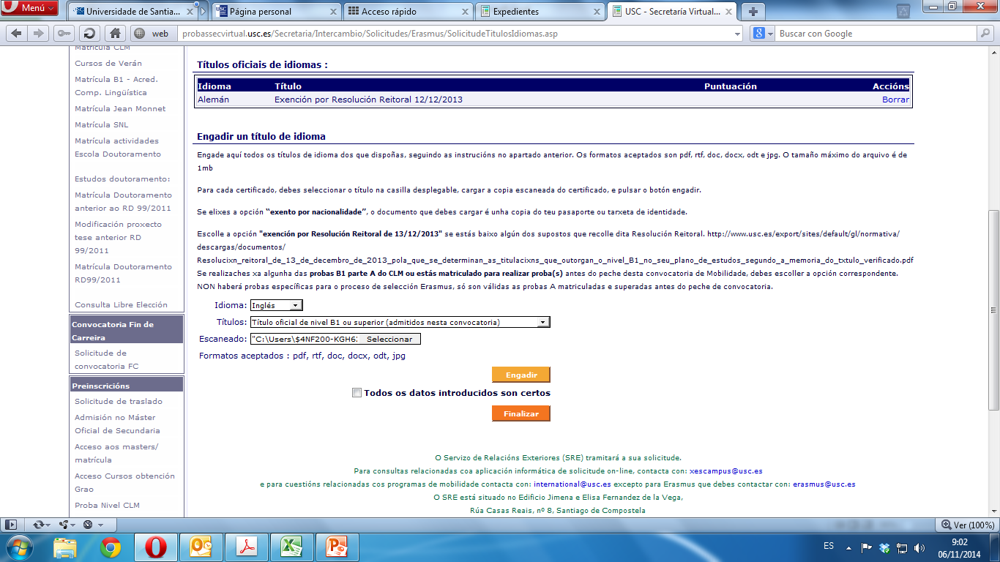 Menú
Universidade de Santia...
Página personal
Acceso rápido
Expedientes
USC - Secretaría Virtual...
web
probassecvirtual.usc.es/Secretaria/Intercambio/Solicitudes/Erasmus/SolicitudeTitulosIdiomas.asp
Buscar con Google
Matrícula CLM
Cursos de Verán
Matrícula B1 - Acred.
Comp. Lingüística
Matrícula Jean Monnet
Matrícula SNL
Matrícula actividades
Escola Doutoramento
Estudos doutoramento:
Matrícula Doutoramento
anterior ao RD 99/2011
Modificación proxecto
tese anterior RD
99/2011
Matrícula Doutoramento
RD99/2011
Consulta Libre Elección
Convocatoria Fin de
Carreira
Solicitude de
convocatoria FC
Preinscricións
Solicitude de traslado
Admisión no Máster
Oficial de Secundaria
Acceso aos masters/
matrícula
Acceso Cursos obtención
Grao
Proba Nivel CLM
Títulos oficiais de idiomas :
Idioma Título Puntuación Accións
Alemán Exención por Resolución Reitoral 12/12/2013 Borrar
Engadir un título de idioma
Engade aquí todos os títulos de idioma dos que dispoñas, seguindo as instrucións no apartado anterior. Os formatos aceptados son pdf, rtf, doc, docx, odt e jpg. O tamaño máximo do arquivo é de
1mb
Para cada certificado, debes seleccionar o título na casilla desplegable, cargar a copia escaneada do certificado, e pulsar o botón engadir.
Se elixes a opción “exento por nacionalidade”, o documento que debes cargar é unha copia do teu pasaporte ou tarxeta de identidade.
Escolle a opción "exención por Resolución Reitoral de 13/12/2013" se estás baixo algún dos supostos que recolle dita Resolución Reitoral. http://www.usc.es/export/sites/default/gl/normativa/
descargas/documentos/
Resolucixn_reitoral_de_13_de_decembro_de_2013_pola_que_se_determinan_as_titulacixns_que_outorgan_o_nivel_B1_no_seu_plano_de_estudos_segundo_a_memoria_do_txtulo_verificado.pdf
Se realizaches xa algunha das probas B1 parte A do CLM ou estás matriculado para realizar proba(s) antes do peche desta convocatoria de Mobilidade, debes escoller a opción correspondente.
NON haberá probas específicas para o proceso de selección Erasmus, só son válidas as probas A matriculadas e superadas antes do peche de convocatoria.
Idioma: Inglés
Títulos: Título oficial de nivel B1 ou superior (admitidos nesta convocatoria)
Escaneado: "C:\Users\$4NF200-KGH6 Seleccionar
Formatos aceptados : pdf, rtf, doc, docx, odt, jpg
Engadir
Todos os datos introducidos son certos
Finalizar
O Servizo de Relacións Exteriores (SRE) tramitará a sua solicitude.
Para consultas relacionadas coa aplicación informática de solicitude on-line, contacta con: xescampus@usc.es
e para cuestións relacionadas cos programas de mobilidade contacta con: international@usc.es excepto para Erasmus que debes contactar con: erasmus@usc.es
O SRE está situado no Edificio Jimena e Elisa Fernandez de la Vega,
Rúa Casas Reais, nº 8, Santiago de Compostela
Ver (100%)
ES
9:02
06/11/2014